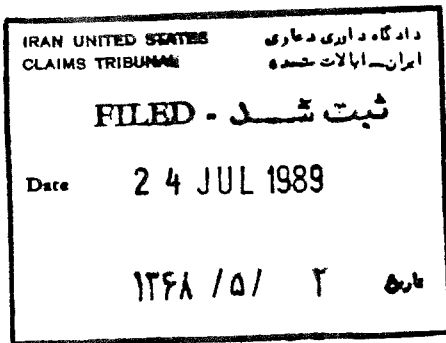 IRAN UNITED STATES دادگاه داوری دعاوی
CLAIMS TRIBUNAL ایران - ایالات متحده
FILED - ثبت شد
Date 24 JUL 1989
۱۳۶۸ /۵/ ۲ تاریخ